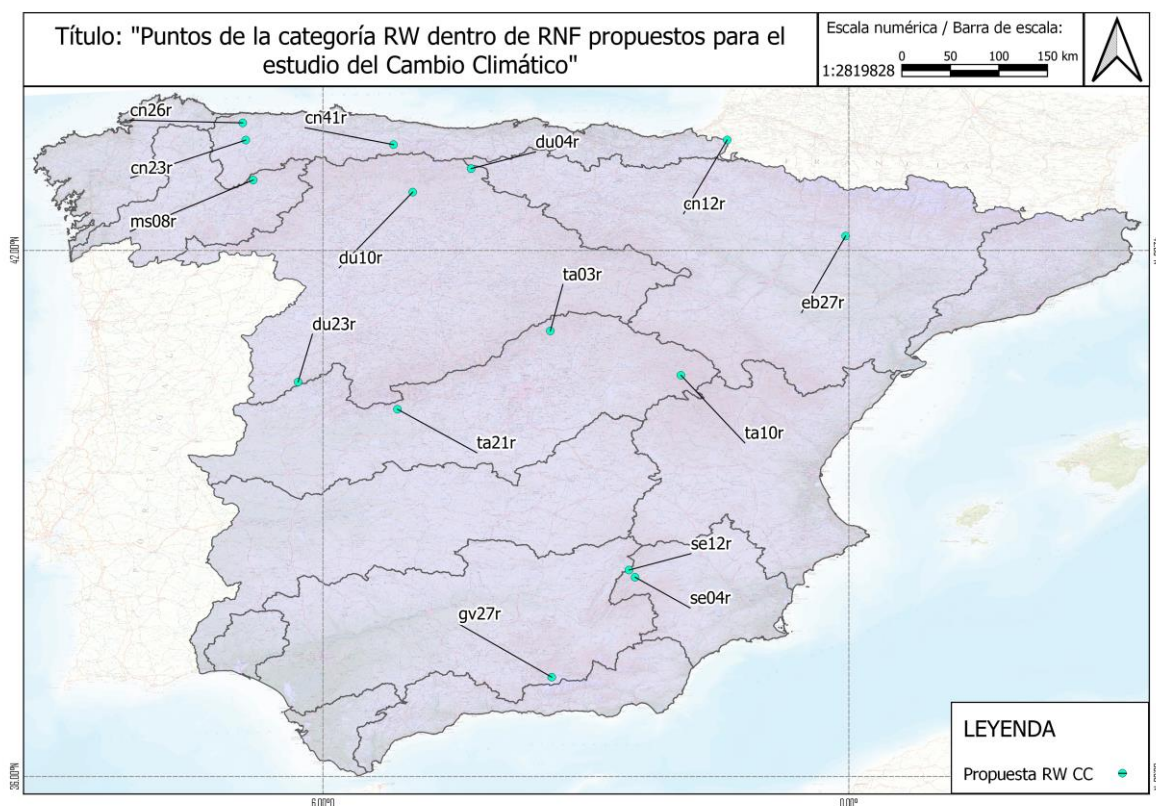 Título: "Puntos de la categoría RW dentro de RNF propuestos para el
estudio del Cambio Climático"
Escala numérica / Barra de escala:
0 50 100 150 km
1:2819828
cn26r
cn41r
du04r
cn23r
cn12r
ms08r
du10r
42.00°N
ta03r
eb27r
du23r
ta21r
ta10r
se12r
se04r
gv27r
LEYENDA
Propuesta RW CC
36.00°N
6.00°O
0.00°